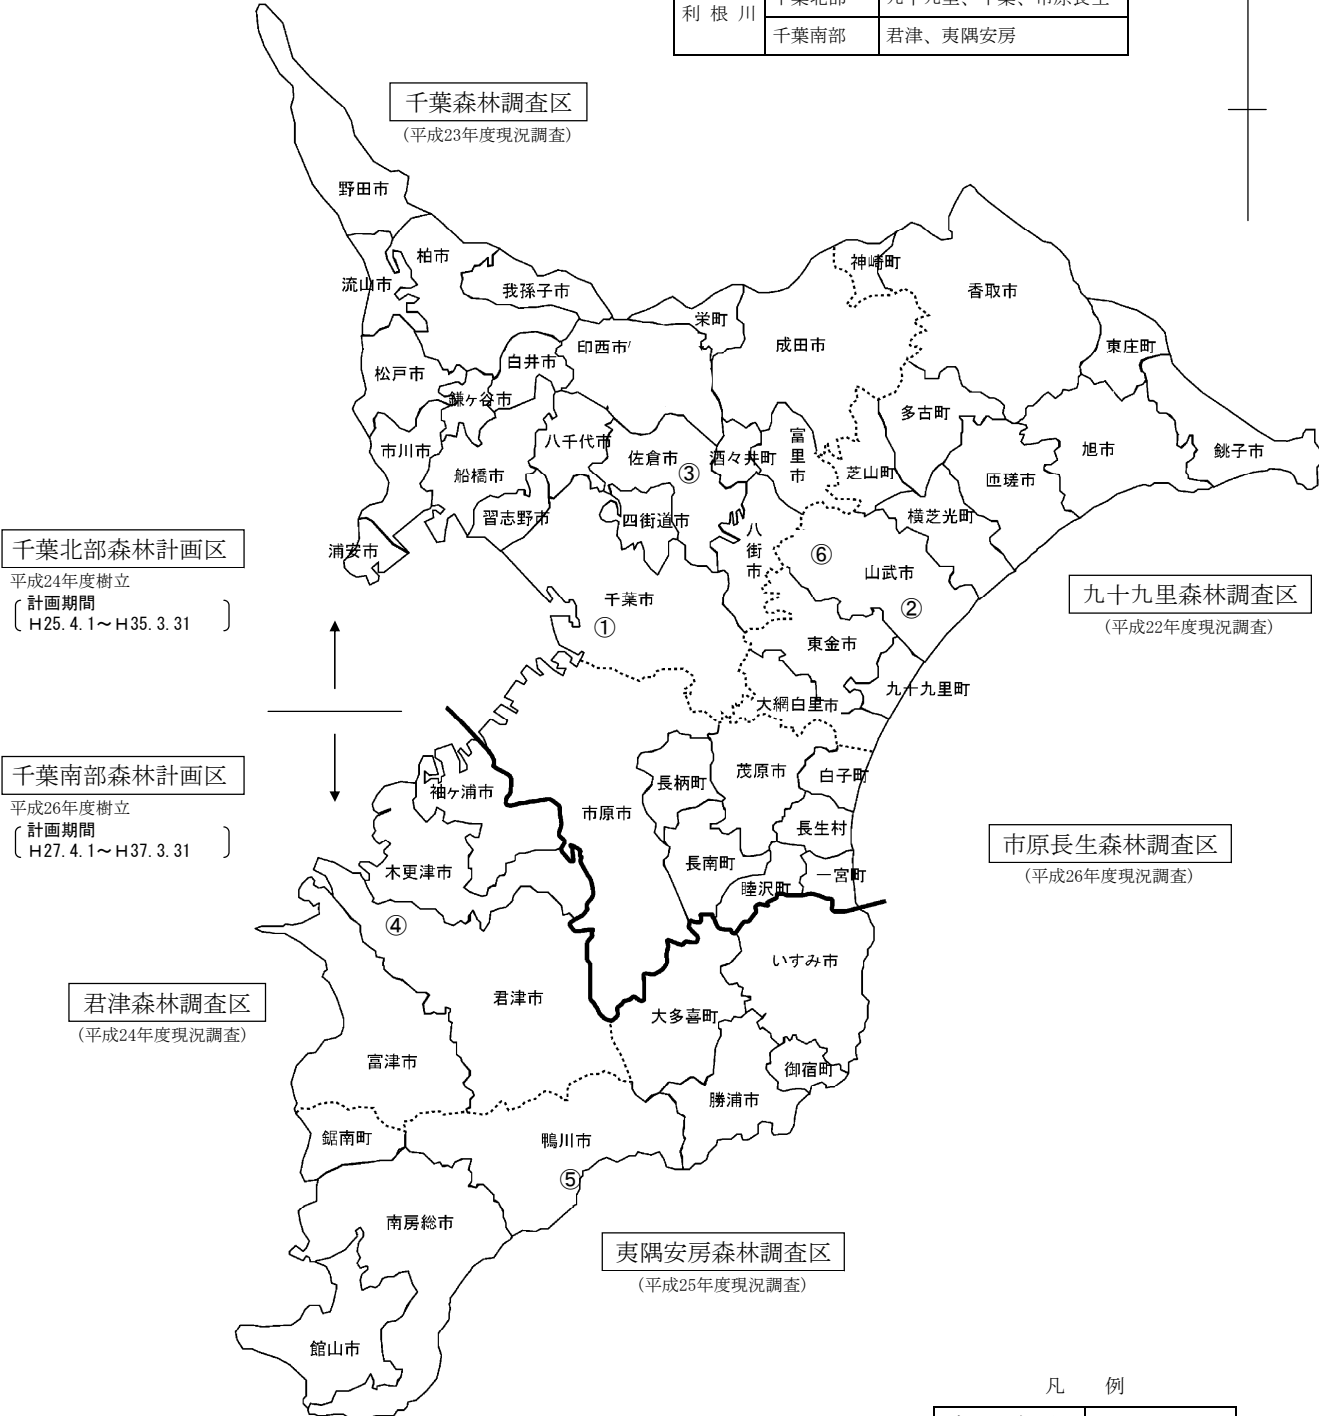 利根川
千葉北部 九十九里、千葉、市原長生
千葉南部 君津、夷隅安房
千葉森林調査区
(平成23年度現況調査)
野田市
柏市
流山市
我孫子市
神崎町
香取市
栄町
成田市
印西市
白井市
東庄町
松戸市
鎌ヶ谷市
多古町
市川市
八千代市
佐倉市
③
酒々井町
富里市
芝山町
旭市
銚子市
船橋市
匝瑳市
習志野市
四街道市
横芝光町
八街市
浦安市
⑥
山武市
②
千葉市
①
東金市
九十九里町
大網白里市
千葉北部森林計画区
平成24年度樹立
計画期間
H25.4.1~H35.3.31
九十九里森林調査区
(平成22年度現況調査)
千葉南部森林計画区
平成26年度樹立
計画期間
H27.4.1~H37.3.31
袖ヶ浦市
市原市
長柄町
茂原市
白子町
長生村
長南町
睦沢町
一宮町
木更津市
市原長生森林調査区
(平成26年度現況調査)
④
君津森林調査区
(平成24年度現況調査)
君津市
いすみ市
大多喜町
富津市
御宿町
勝浦市
鋸南町
鴨川市
⑤
南房総市
夷隅安房森林調査区
(平成25年度現況調査)
館山市
凡例